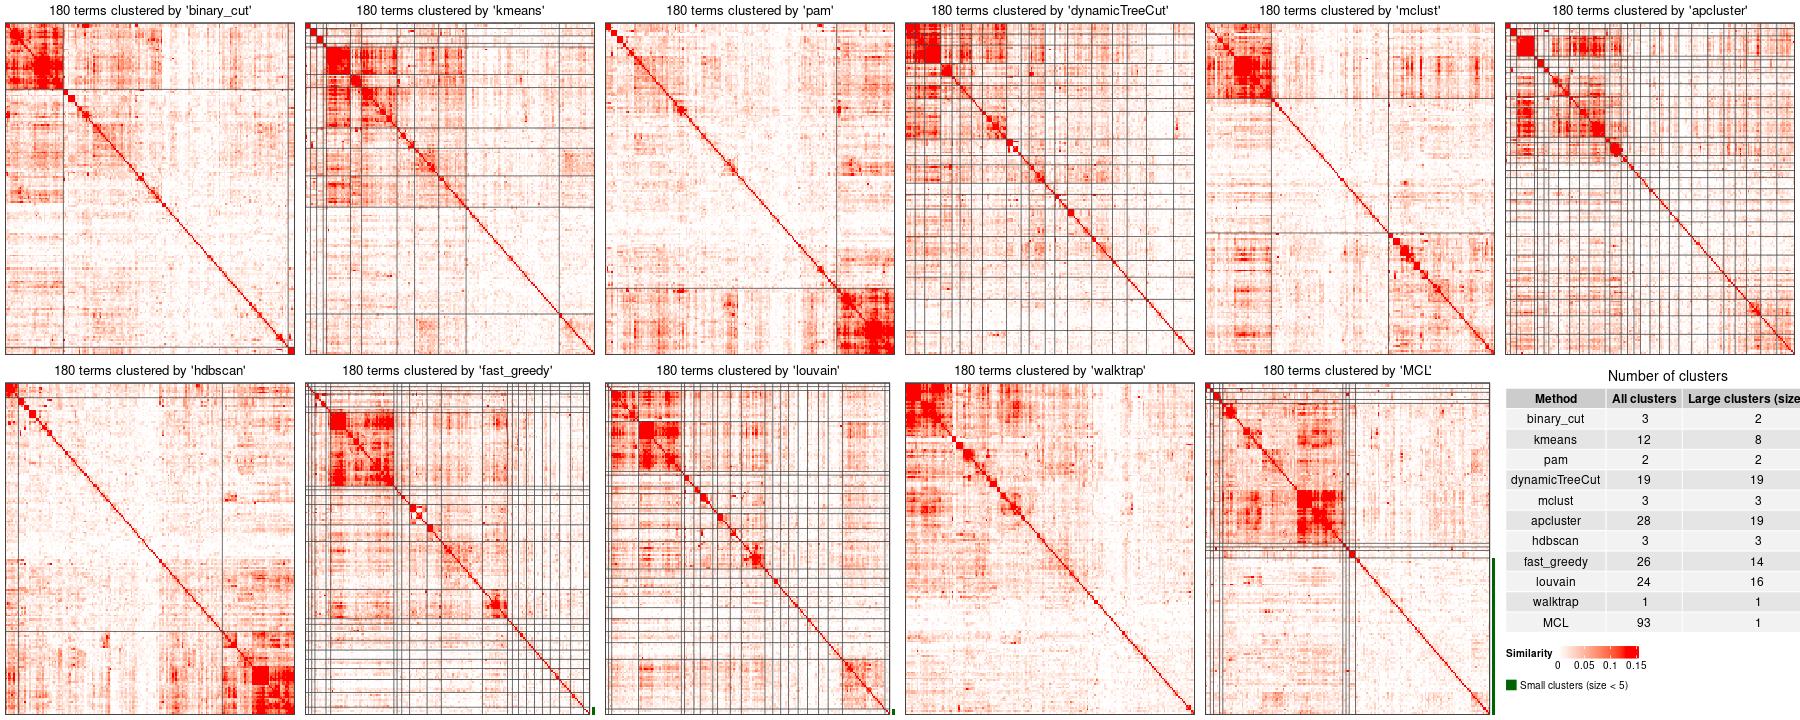 180 terms clustered by 'binary_cut'
180 terms clustered by 'kmeans'
180 terms clustered by 'pam'
180 terms clustered by 'dynamicTreeCut'
180 terms clustered by 'mclust'
180 terms clustered by 'apcluster'
180 terms clustered by 'hdbscan'
180 terms clustered by 'fast_greedy'
180 terms clustered by 'louvain'
180 terms clustered by 'walktrap'
180 terms clustered by 'MCL'
Number of clusters
Method All clusters Large clusters (size
binary_cut 3 2
kmeans 12 8
pam 2 2
dynamicTreeCut 19 19
mclust 3 3
apcluster 28 19
hdbscan 3 3
fast_greedy 26 14
louvain 24 16
walktrap 1 1
MCL 93 1
Similarity
0 0.05 0.1 0.15
Small clusters (size < 5)